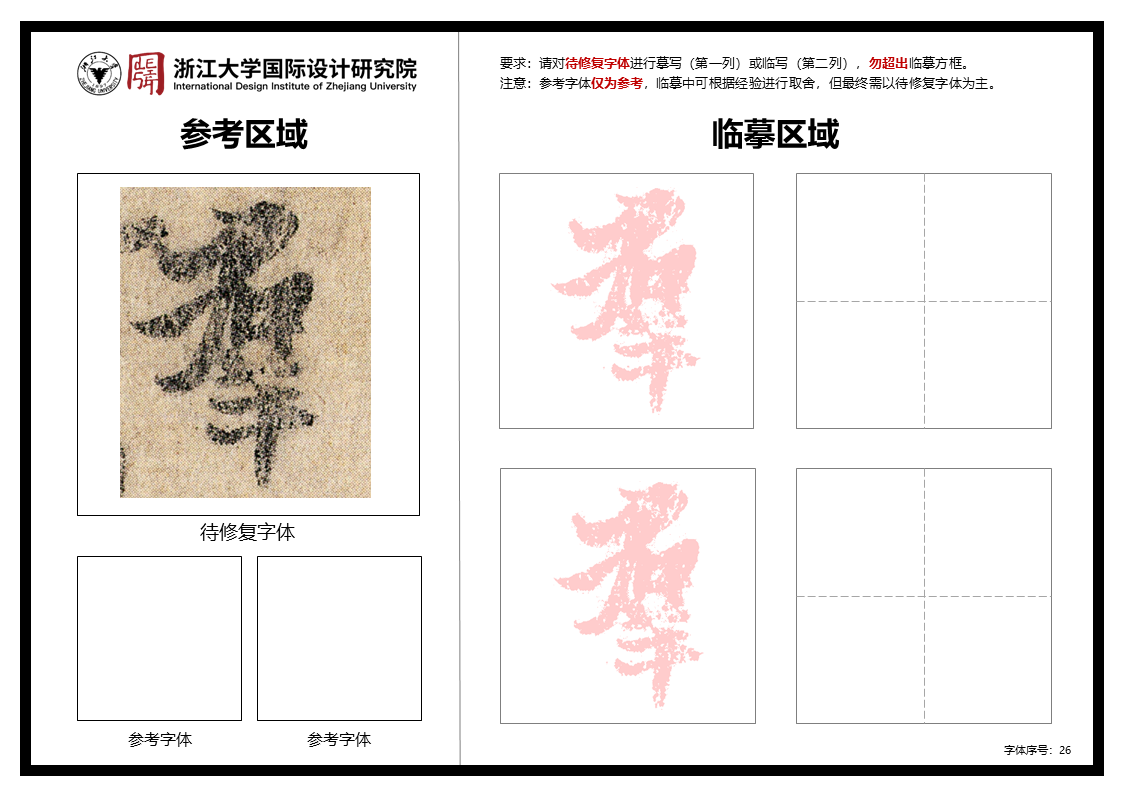 浙江大学国际设计研究院
International Design Institute of Zhejiang University
参考区域
待修复字体
参考字体
参考字体
要求：请对待修复字体进行摹写（第一列）或临写（第二列），勿超出临摹方框。
注意：参考字体仅为参考，临摹中可根据经验进行取舍，但最终需以待修复字体为主。
临摹区域
字体序号：26